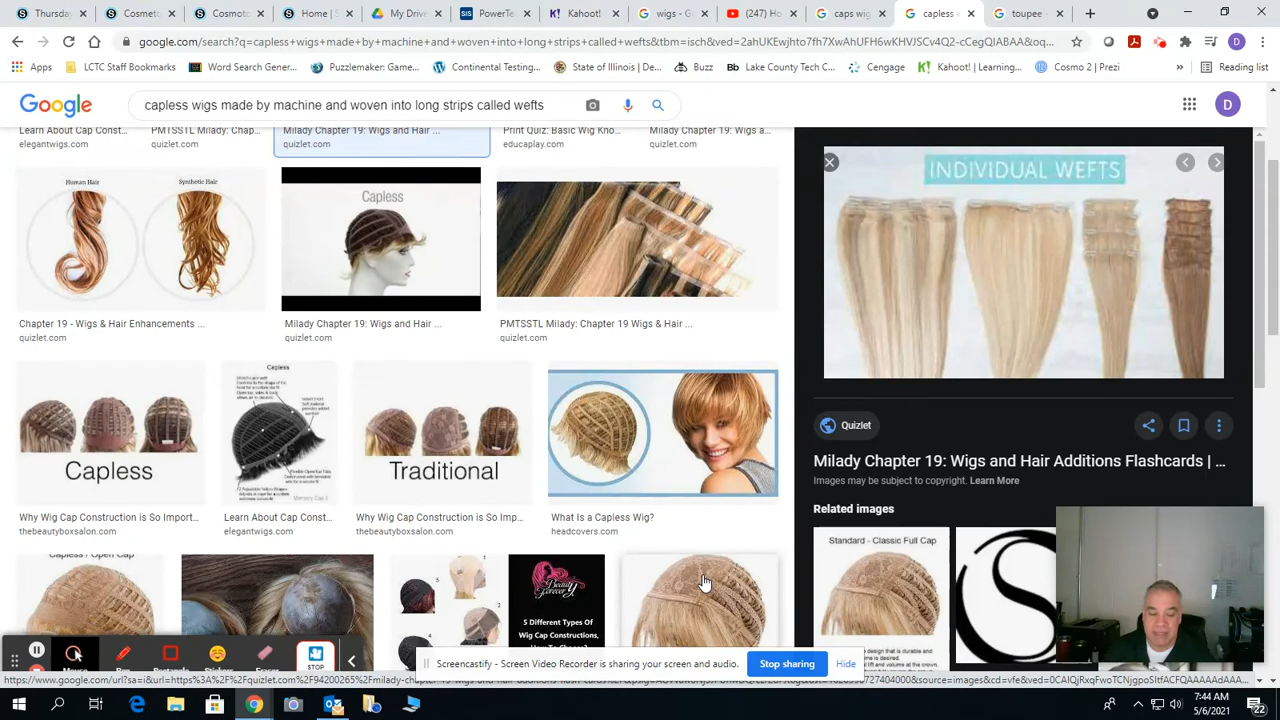 Thursday
Cinemato
Cinemato
Home | S
My Drive
PowerTe
Kahoot!
wigs - Go
(247) Ho
caps wig
capless
toupee
google.com/search?q=capless+wigs+made+by+machine+and+woven+into+long+strips+called+wefts&tbm=isch&ved=2ahUKEwjhto7fh7XwAhUFH6wKHVJSCv4Q2-cCegQIABAA&oq...
Apps
LCTC Staff Bookmarks
Word Search Gener...
Puzzlemaker: Game...
Continental Testing...
State of Illinois | De...
Buzz
Bb Lake County Tech C...
Cengage
Kahoot! | Learning...
Cosmo 2 | Prezi
»
Reading list
Google
capless wigs made by machine and woven into long strips called wefts
D
Learn About Cap Const...
PMTSSTL Milady: Chap...
Milady Chapter 19: Wigs and Hair ...
Print Quiz: Basic Wig Kno...
Milady Chapter 19: Wigs a...
elegantwigs.com
quizlet.com
quizlet.com
educaplay.com
quizlet.com
Human Hair
Synthetic Hair
Capless
Chapter 19 - Wigs & Hair Enhancements ...
quizlet.com
Milady Chapter 19: Wigs and Hair ...
quizlet.com
PMTSSTL Milady: Chapter 19 Wigs & Hair ...
quizlet.com
Capless
Capless
Traditional
Why Wig Cap Construction is So Import...
thebeautyboxsalon.com
Learn About Cap Const...
elegantwigs.com
Why Wig Cap Construction is So Imp...
thebeautyboxsalon.com
What Is a Capless Wig?
headcovers.com
Capless / Open Cap
Beauty
Forever
5 Different Types Of
Wig Cap Constructions,
INDIVIDUAL WEFTS
Quizlet
Milady Chapter 19: Wigs and Hair Additions Flashcards | ...
Images may be subject to copyright. Learn More
Related images
Standard - Classic Full Cap
STOP
Screencastify - Screen Video Recorder is sharing your screen and audio.
Stop sharing
Hide
7:44 AM
5/6/2021